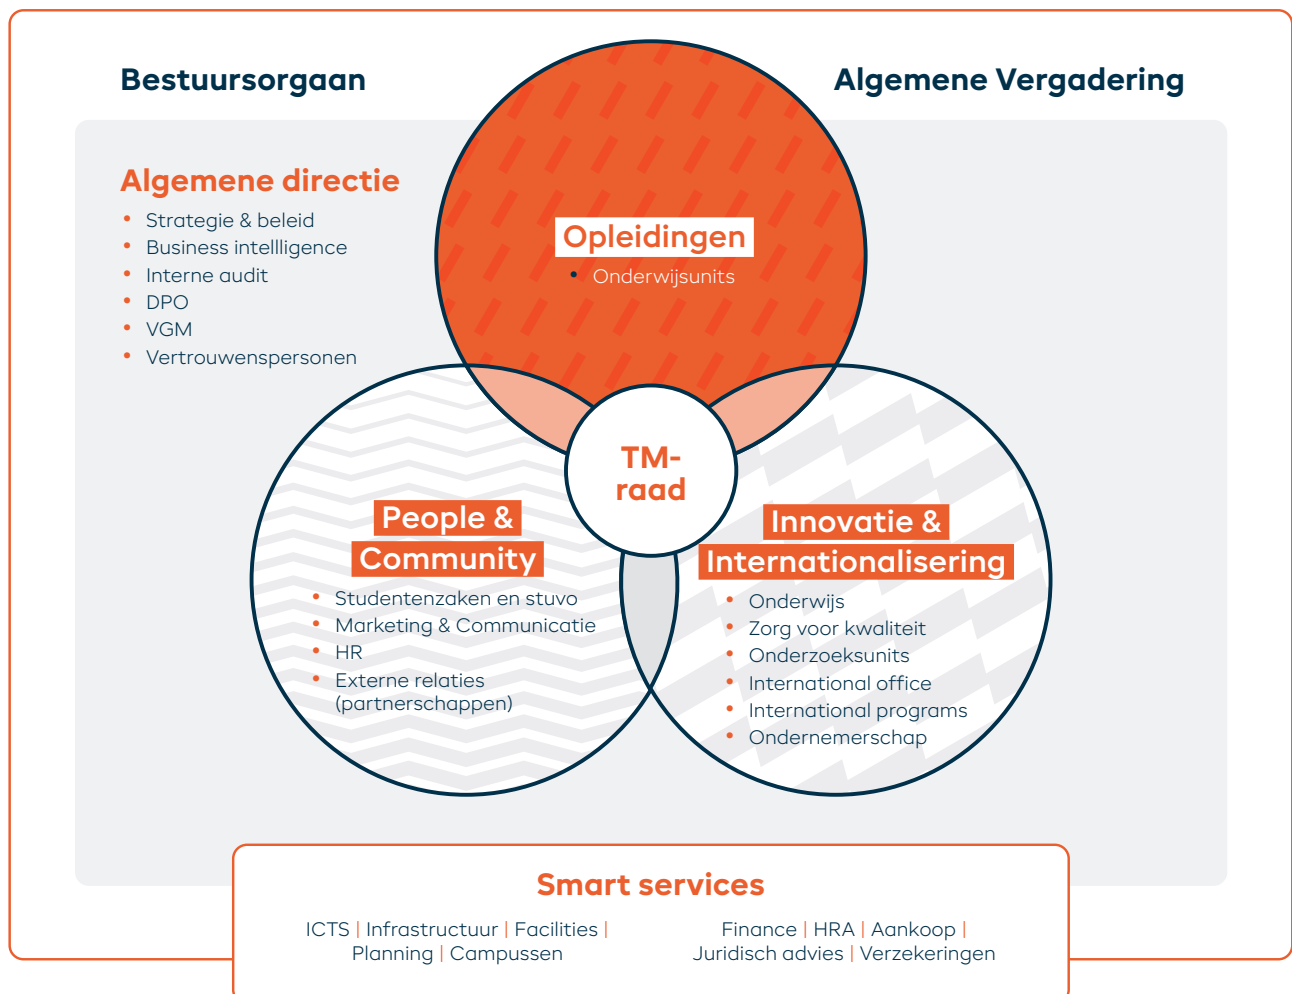 Bestuursorgaan
Algemene Vergadering
Algemene directie
• Strategie & beleid
• Business intellligence
• Interne audit
• DPO
• VGM
• Vertrouwenspersonen
Opleidingen
• Onderwijsunits
TM-
raad
People &
Community
• Studentenzaken en stuvo
• Marketing & Communicatie
• HR
• Externe relaties
(partnerschappen)
Innovatie &
Internationalisering
• Onderwijs
• Zorg voor kwaliteit
• Onderzoeksunits
• International office
• International programs
• Ondernemerschap
Smart services
ICTS | Infrastructuur | Facilities |
Planning | Campussen
Finance | HRA | Aankoop |
Juridisch advies | Verzekeringen